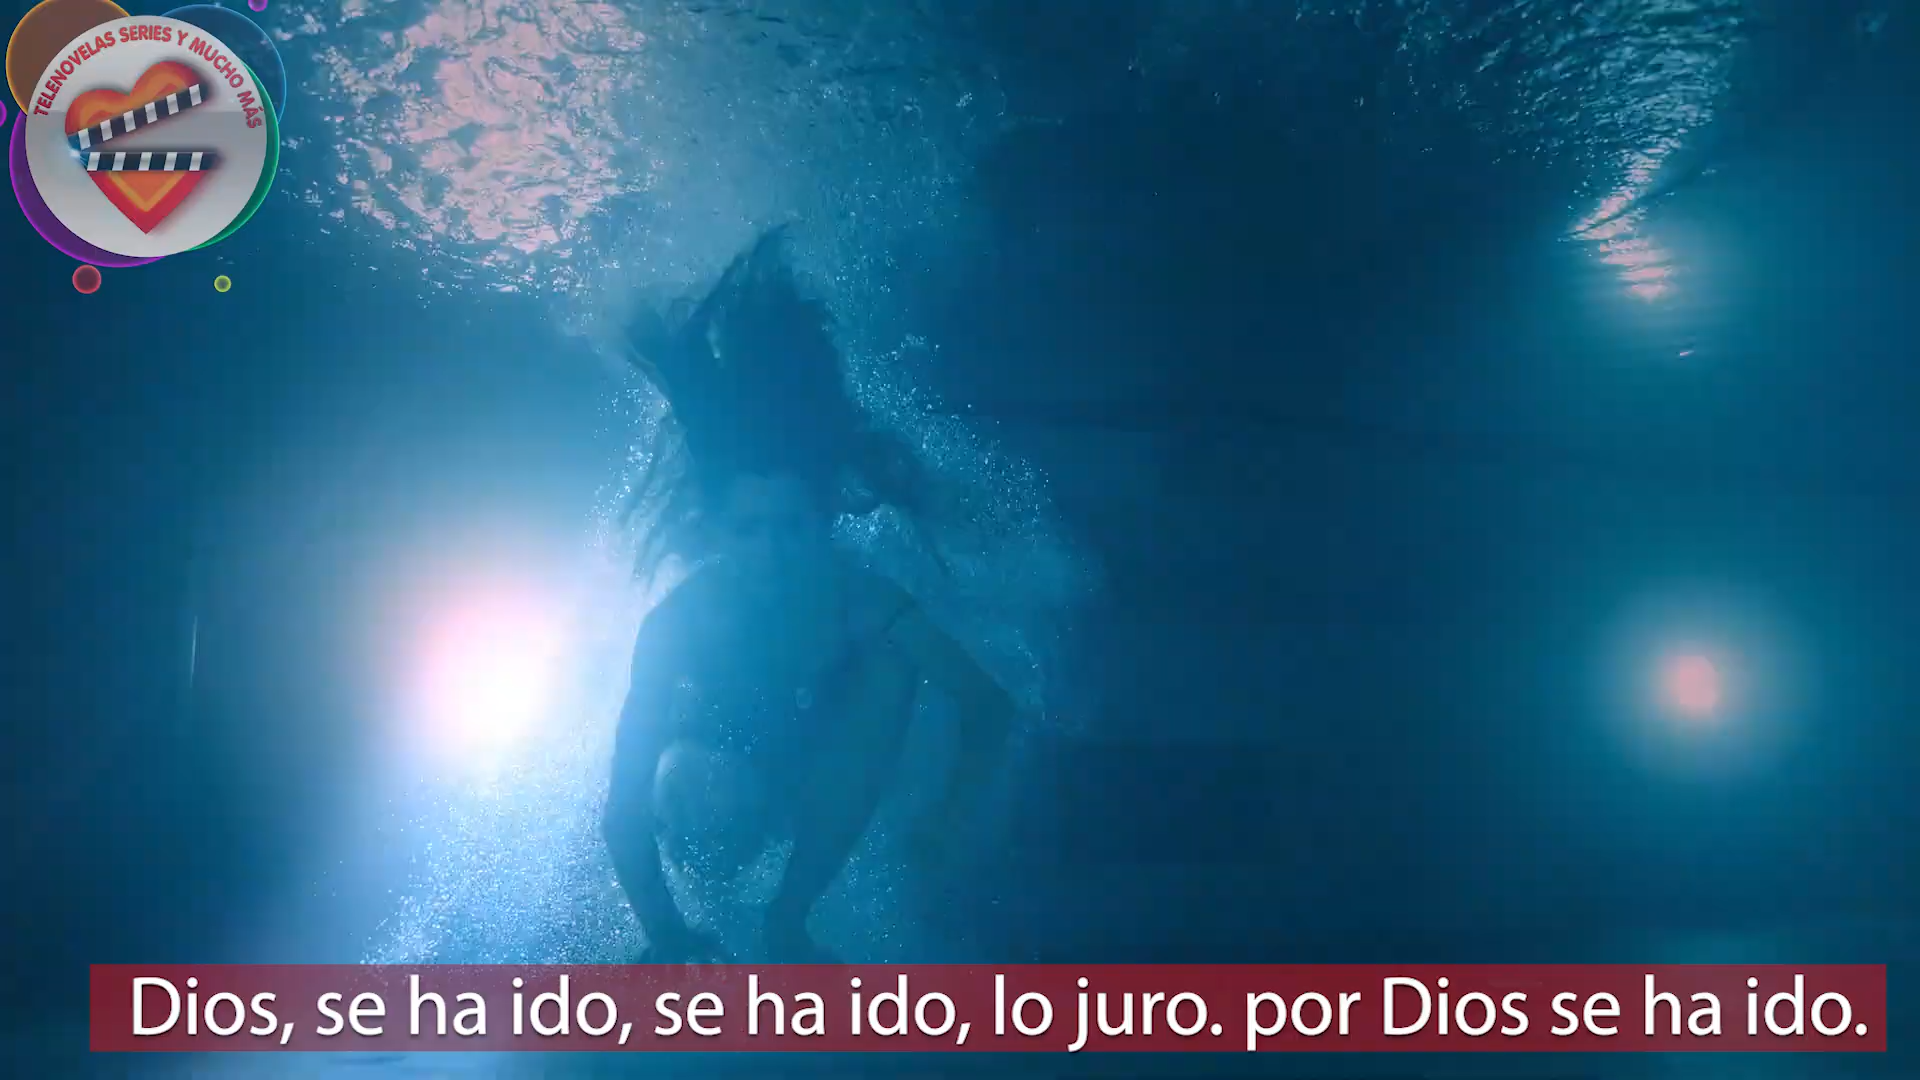 TELENOVELAS SERIES Y MUCHO MÁS
Dios, se ha ido, se ha ido, lo juro. por Dios se ha ido.